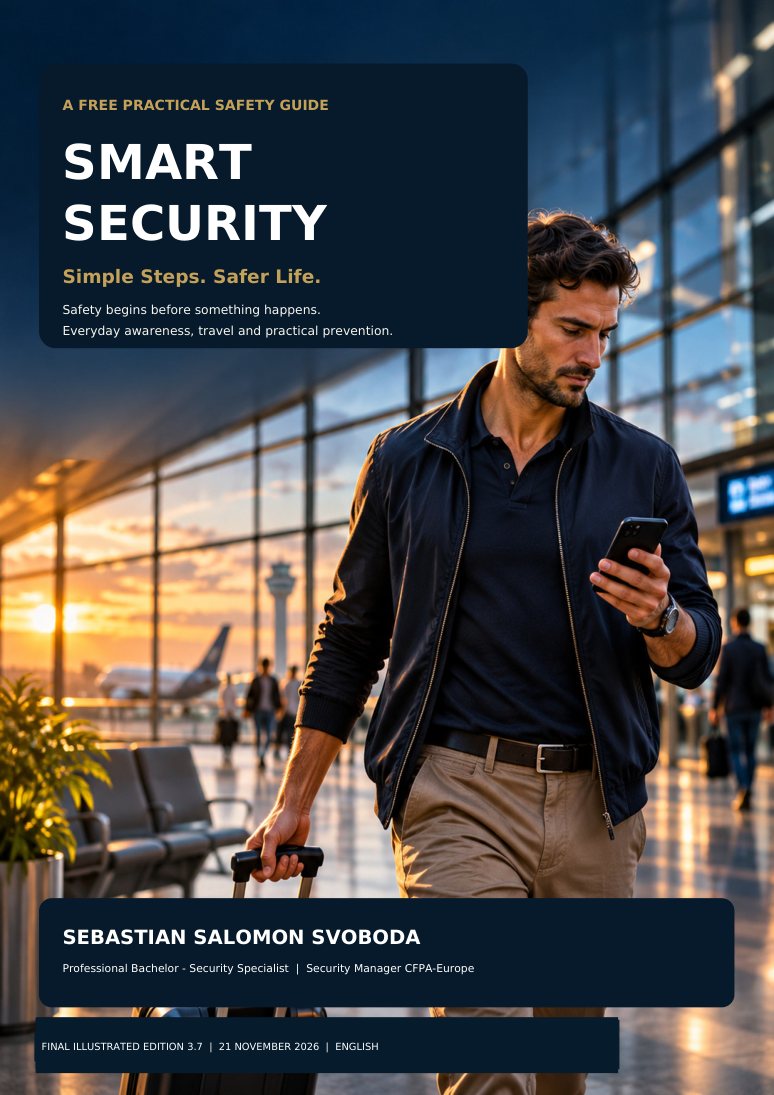 A FREE PRACTICAL SAFETY GUIDE
SMART
SECURITY
Simple Steps. Safer Life.
Safety begins before something happens.
Everyday awareness, travel and practical prevention.
SEBASTIAN SALOMON SVOBODA
Professional Bachelor - Security Specialist | Security Manager CFPA-Europe
FINAL ILLUSTRATED EDITION 3.7 | 21 NOVEMBER 2026 | ENGLISH